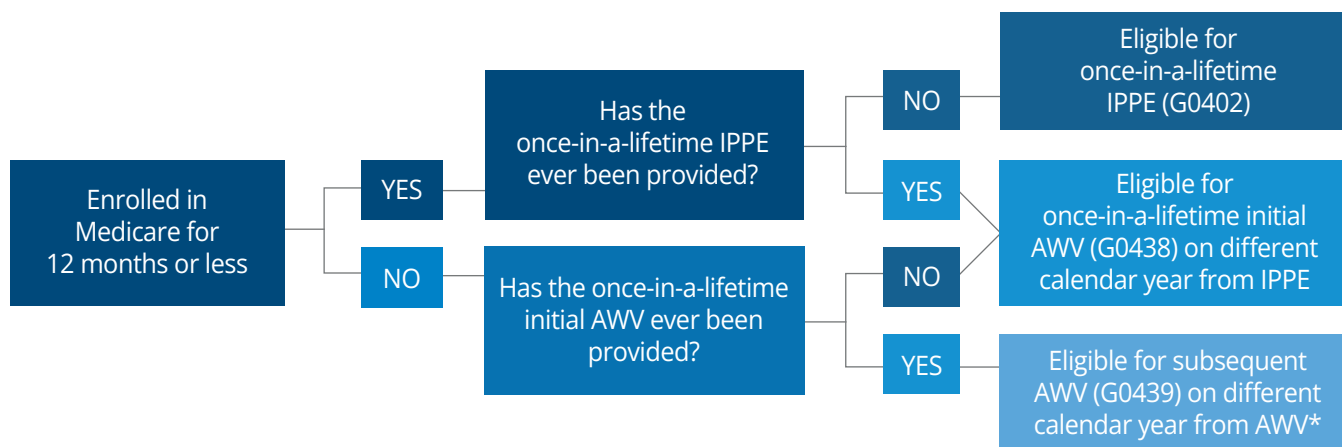 Enrolled in
Medicare for
12 months or less
YES
NO
Has the
once-in-a-lifetime IPPE
ever been provided?
Has the once-in-a-lifetime
initial AWV ever been
provided?
NO
YES
NO
YES
Eligible for
once-in-a-lifetime
IPPE (G0402)
Eligible for
once-in-a-lifetime initial
AWV (G0438) on different
calendar year from IPPE
Eligible for subsequent
AWV (G0439) on different
calendar year from AWV*